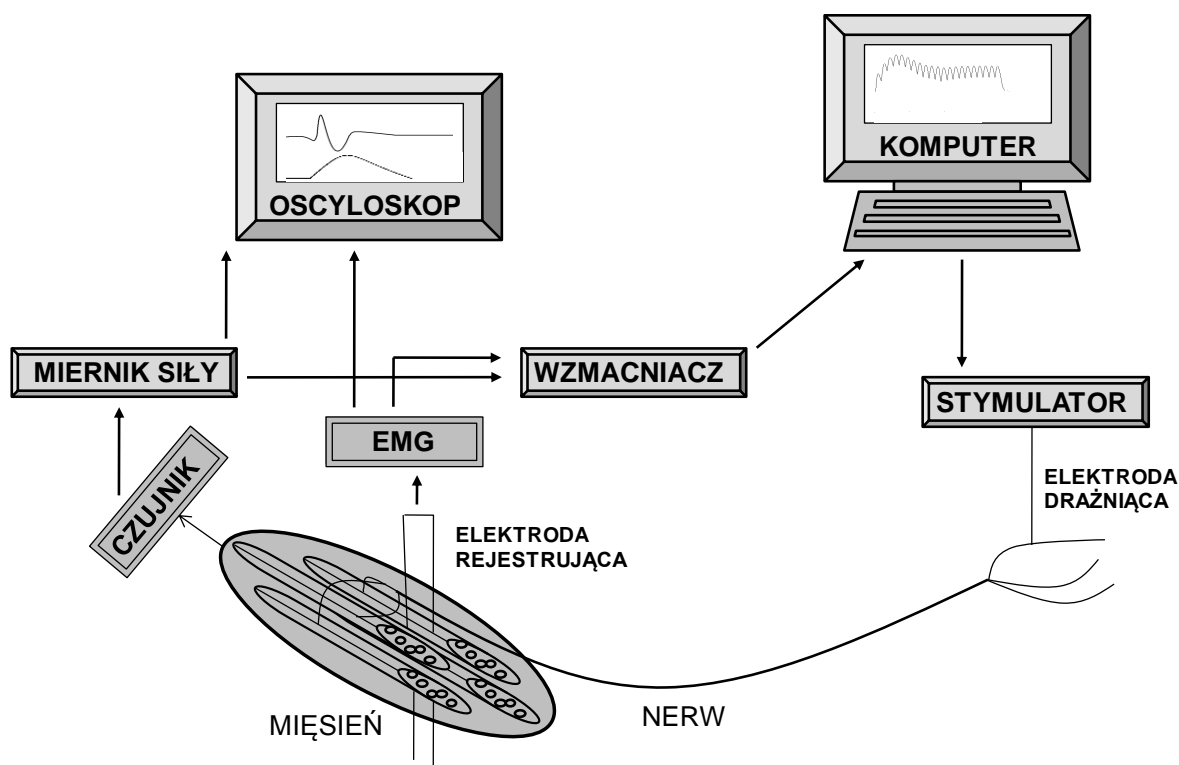 OSCYLOSKOP
KOMPUTER
MIERNIK SIŁY
WZMACNIACZ
STYMULATOR
EMG
CZUJNIK
ELEKTRODA
REJESTRUJĄCA
ELEKTRODA
DRAŻNIĄCA
MIĘSIEŃ
NERW